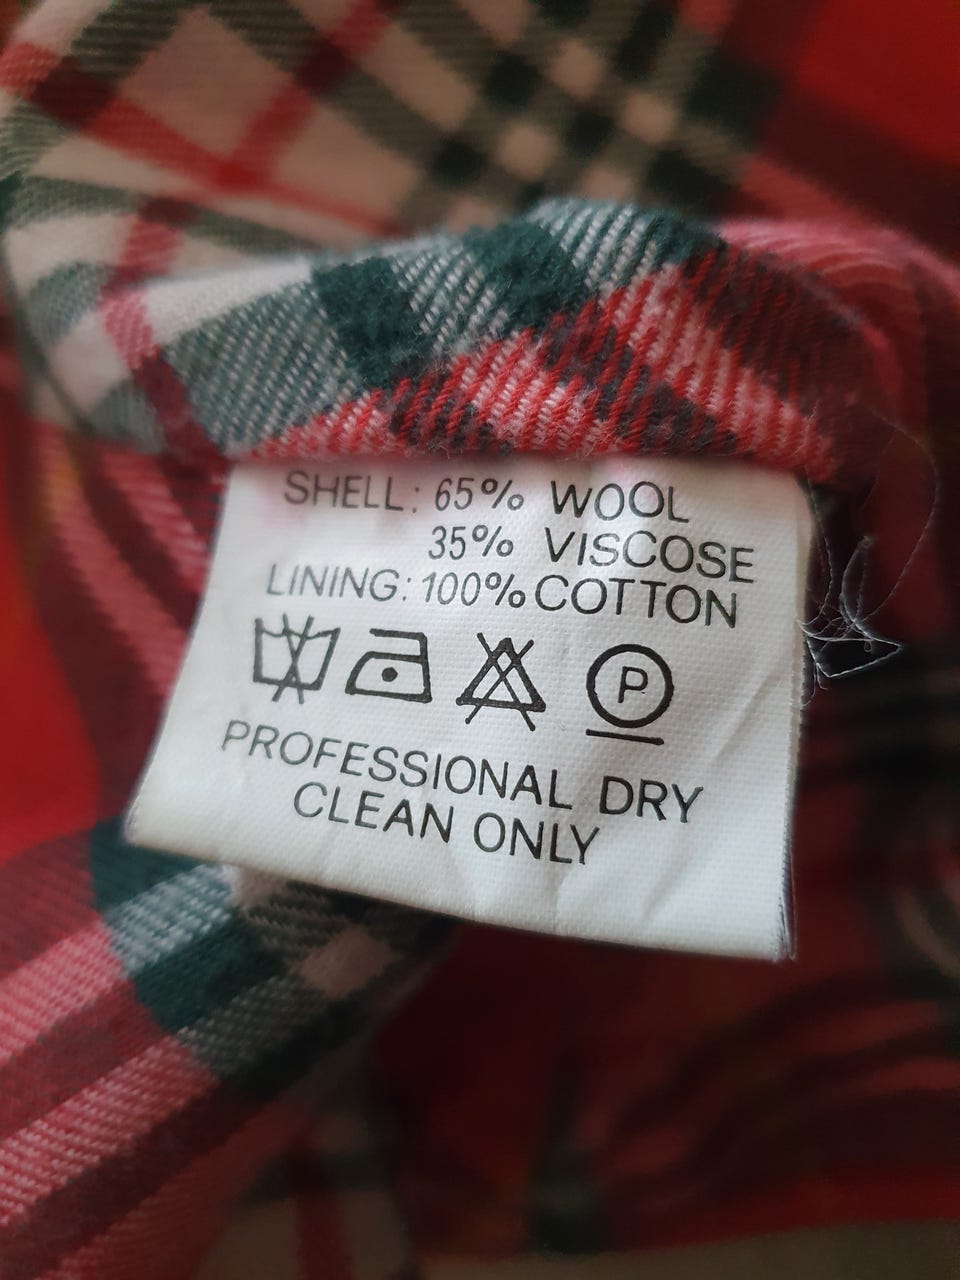 SHELL: 65% WOOL
35% VISCOSE
LINING: 100% COTTON
P
PROFESSIONAL DRY
CLEAN ONLY